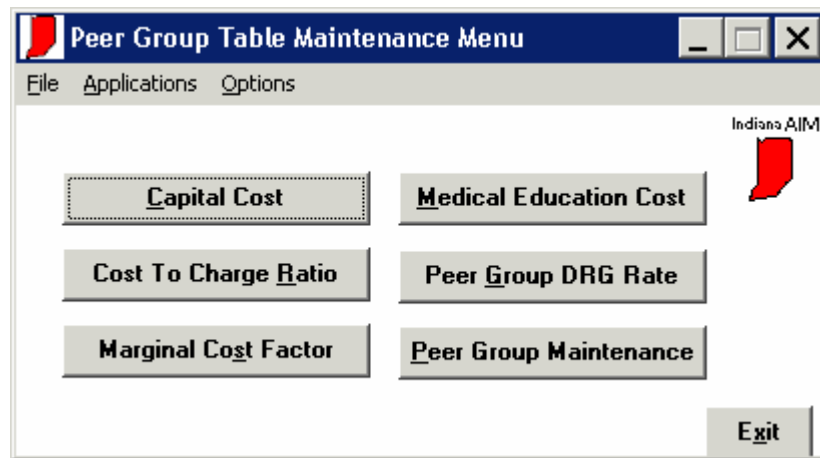 Peer Group Table Maintenance Menu
File Applications Options
Indiana AIM
Capital Cost
Medical Education Cost
Cost To Charge Ratio
Peer Group DRG Rate
Marginal Cost Factor
Peer Group Maintenance
Exit